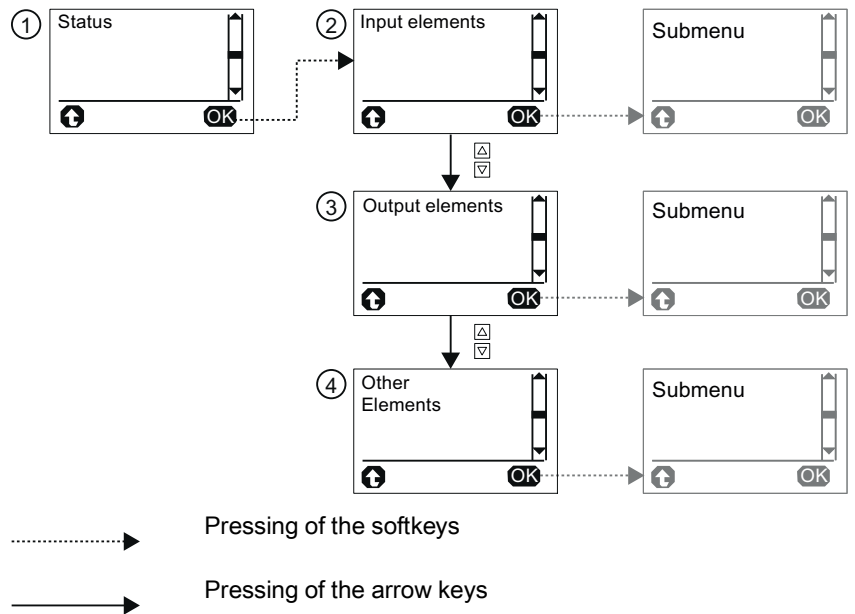 1 Status
OK
2 Input elements
OK
Submenu
OK
3 Output elements
OK
Submenu
OK
4 Other
Elements
OK
Submenu
OK
Pressing of the softkeys
Pressing of the arrow keys